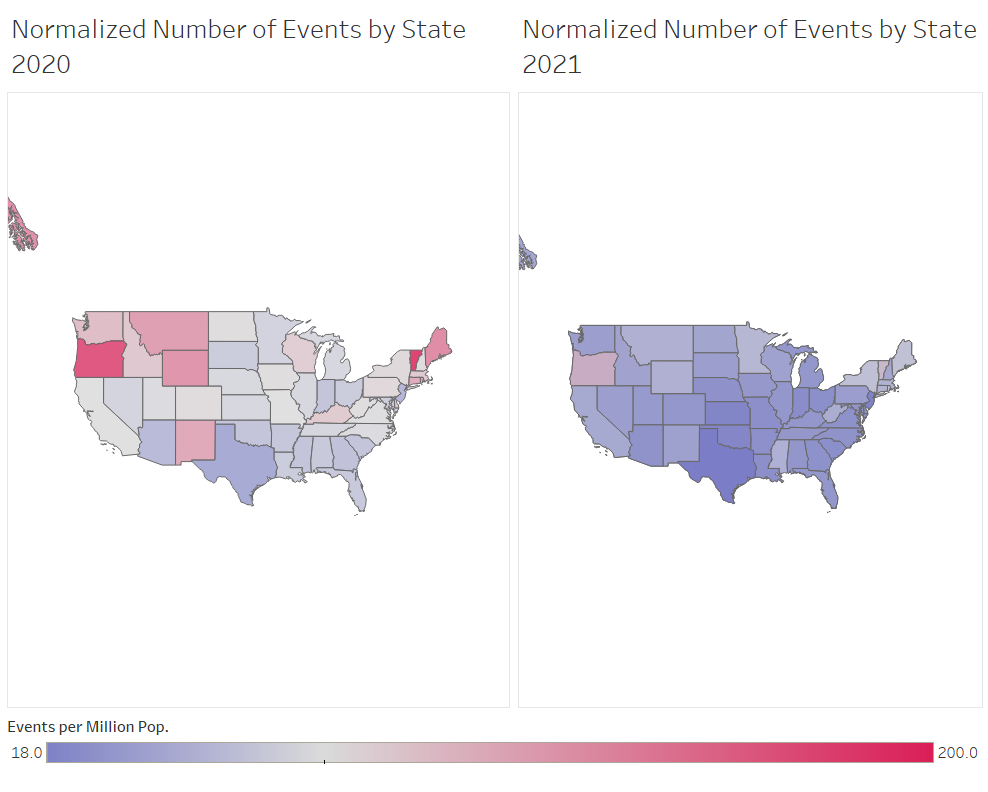 Normalized Number of Events by State
2020
Normalized Number of Events by State
2021
Events per Million Pop.
18.0
200.0